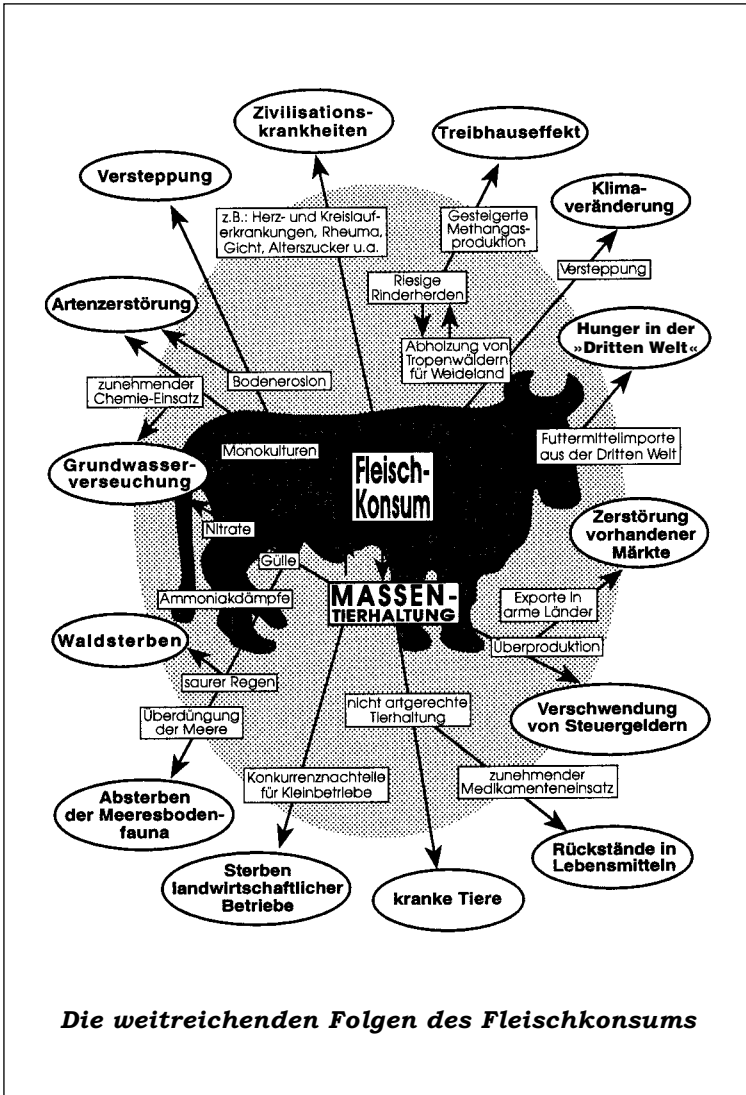 Zivilisations-
krankheiten
Treibhauseffekt
Versteppung
Klima-
veränderung
z.B.: Herz- und Kreislauf-
erkrankungen, Rheuma,
Gicht, Alterszucker u.a.
Gesteigerte
Methangas-
produktion
Versteppung
Riesige
Rinderherden
Artenzerstörung
Hunger in der
»Dritten Welt«
Abholzung von
Tropenwäldern
für Weideland
Bodenerosion
zunehmender
Chemie-Einsatz
Monokulturen
Futtermittelimporte
aus der Dritten Welt
Grundwasser-
verseuchung
Fleisch-
Konsum
Nitrate
Zerstörung
vorhandener
Märkte
Gülle
Ammoniakdämpfe
MASSEN-
TIERHALTUNG
Exporte in
arme Länder
Waldsterben
Überproduktion
saurer Regen
nicht artgerechte
Tierhaltung
Verschwendung
von Steuergeldern
Überdüngung
der Meere
Konkurrenznachteile
für Kleinbetriebe
zunehmender
Medikamenteneinsatz
Absterben
der Meeresboden-
fauna
Rückstände in
Lebensmitteln
Sterben
landwirtschaftlicher
Betriebe
kranke Tiere
Die weitreichenden Folgen des Fleischkonsums